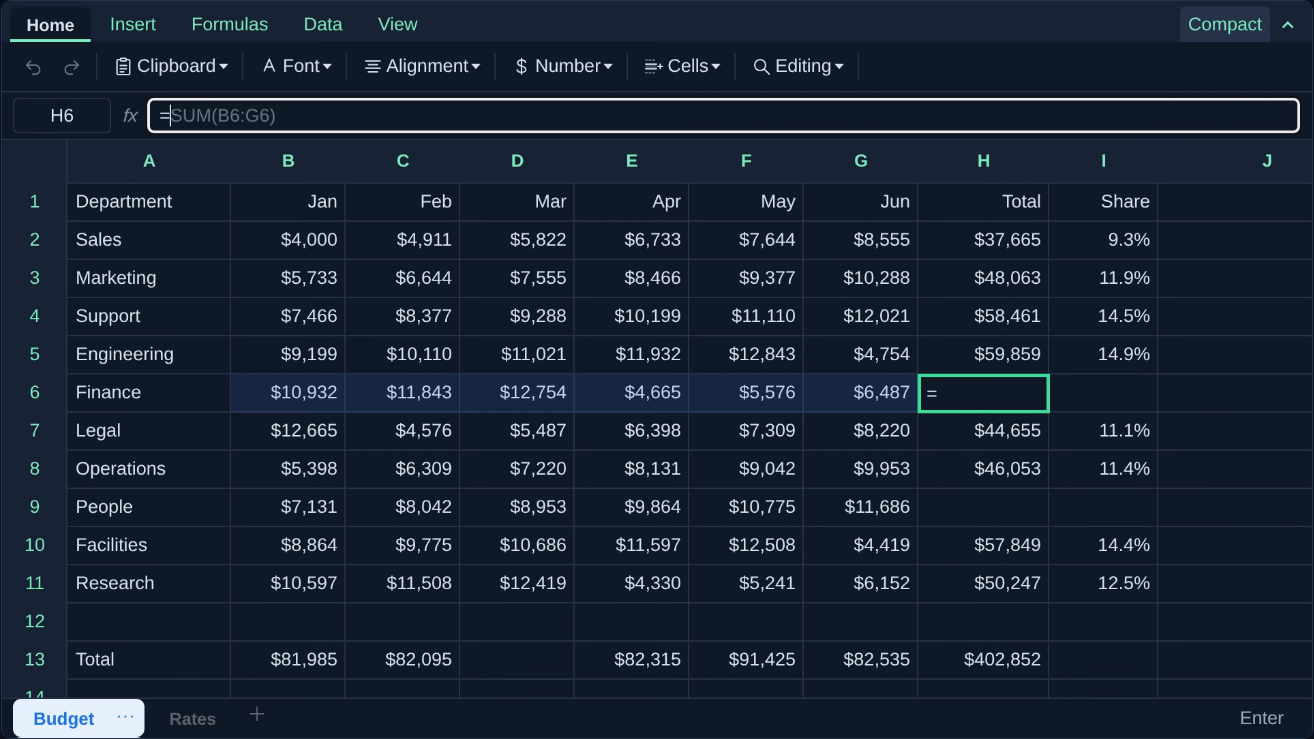 Home Insert Formulas Data View Compact
Clipboard Font Alignment $ Number Cells Editing
H6 fx =SUM(B6:G6)
A B C D E F G H I J
1 Department Jan Feb Mar Apr May Jun Total Share
2 Sales $4,000 $4,911 $5,822 $6,733 $7,644 $8,555 $37,665 9.3%
3 Marketing $5,733 $6,644 $7,555 $8,466 $9,377 $10,288 $48,063 11.9%
4 Support $7,466 $8,377 $9,288 $10,199 $11,110 $12,021 $58,461 14.5%
5 Engineering $9,199 $10,110 $11,021 $11,932 $12,843 $4,754 $59,859 14.9%
6 Finance $10,932 $11,843 $12,754 $4,665 $5,576 $6,487 =
7 Legal $12,665 $4,576 $5,487 $6,398 $7,309 $8,220 $44,655 11.1%
8 Operations $5,398 $6,309 $7,220 $8,131 $9,042 $9,953 $46,053 11.4%
9 People $7,131 $8,042 $8,953 $9,864 $10,775 $11,686
10 Facilities $8,864 $9,775 $10,686 $11,597 $12,508 $4,419 $57,849 14.4%
11 Research $10,597 $11,508 $12,419 $4,330 $5,241 $6,152 $50,247 12.5%
12
13 Total $81,985 $82,095 $82,315 $91,425 $82,535 $402,852
14
Budget ... Rates + Enter